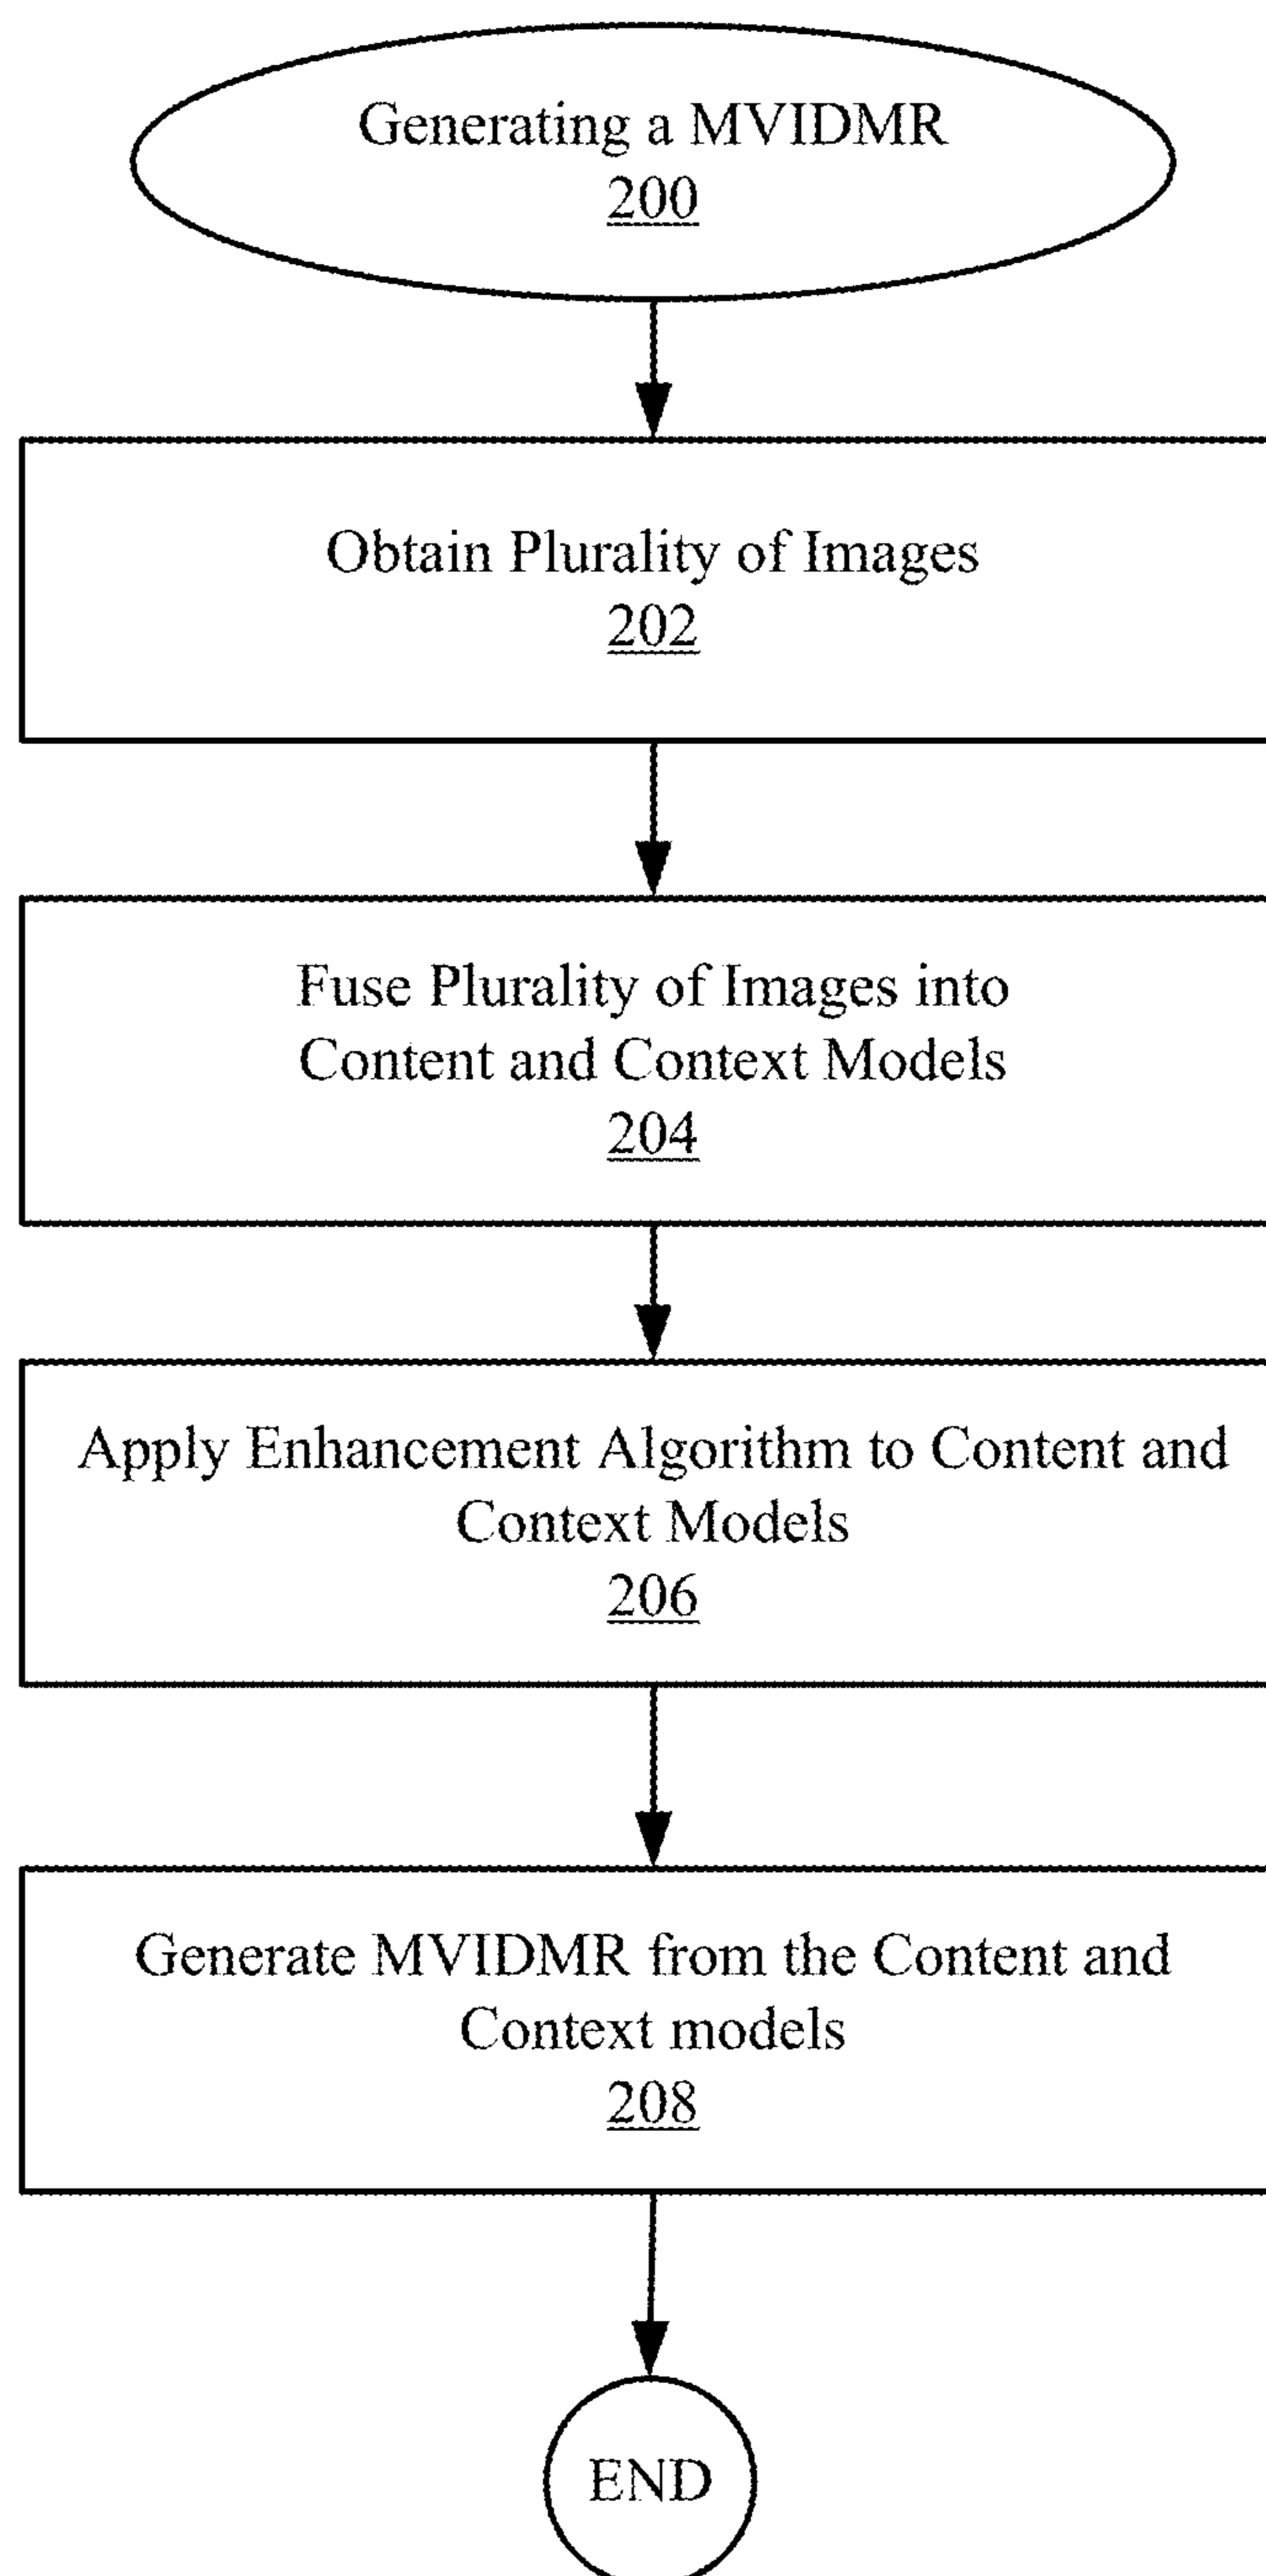 Generating a MVIDMR
200
Obtain Plurality of Images
202
Fuse Plurality of Images into
Content and Context Models
204
Apply Enhancement Algorithm to Content and
Context Models
206
Generate MVIDMR from the Content and
Context models
208
END